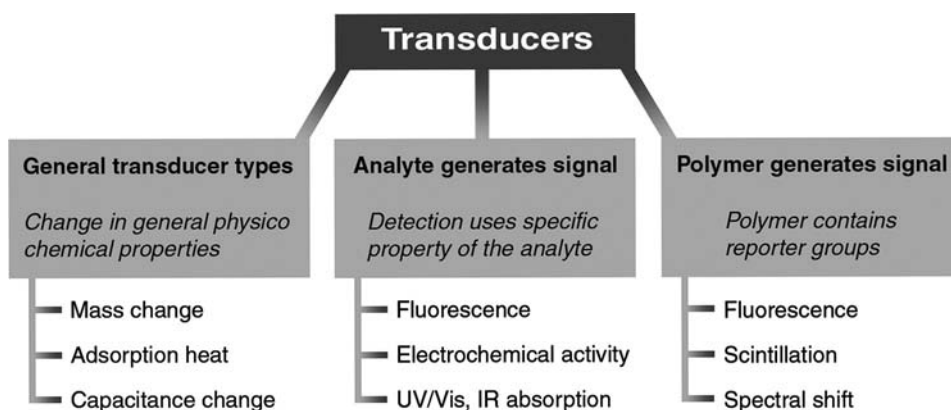 Transducers
General transducer types
Change in general physico
chemical properties
Mass change
Adsorption heat
Capacitance change
Analyte generates signal
Detection uses specific
property of the analyte
Fluorescence
Electrochemical activity
UV/Vis, IR absorption
Polymer generates signal
Polymer contains
reporter groups
Fluorescence
Scintillation
Spectral shift